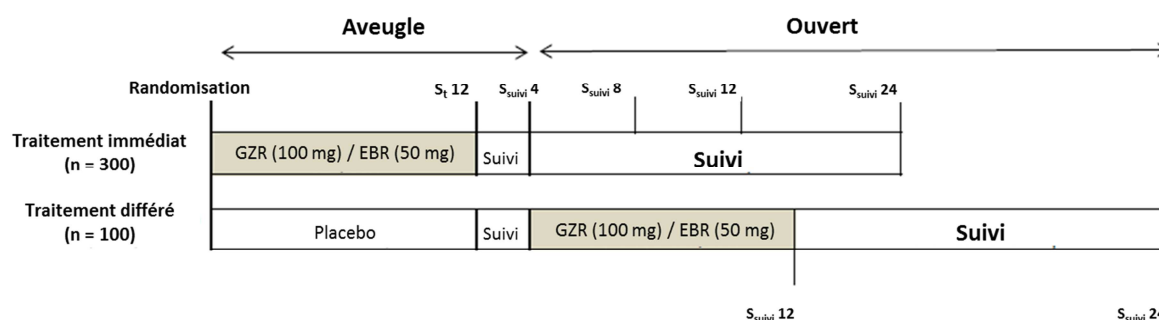 Aveugle
Ouvert
Randomisation
St 12
Ssuivi 4
Ssuivi 8
Ssuivi 12
Ssuivi 24
Traitement immédiat
(n = 300)
GZR (100 mg) / EBR (50 mg)
Suivi
Suivi
Traitement différé
(n = 100)
Placebo
Suivi
GZR (100 mg) / EBR (50 mg)
Suivi
Ssuivi 12
Ssuivi 24